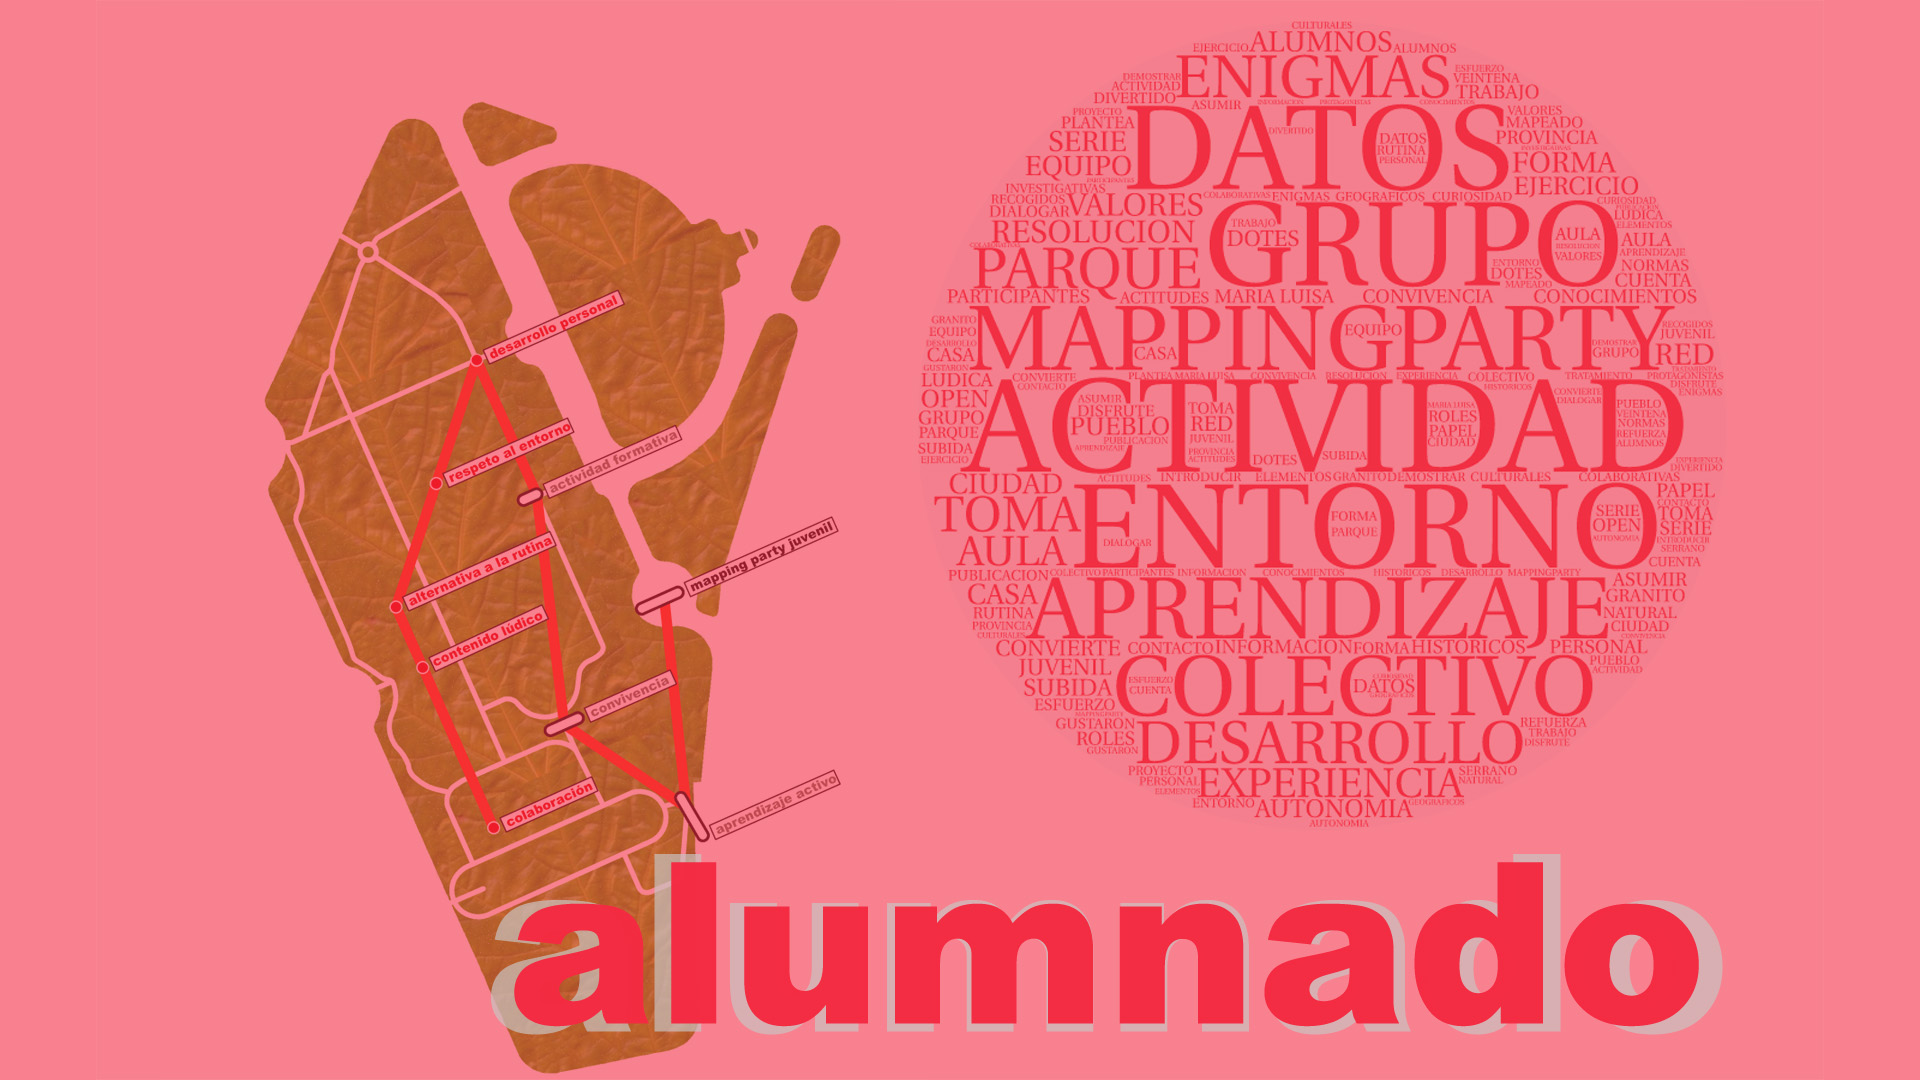 desarrollo personal
respeto al entorno
actividad formativa
mapping party juvenil
alternativa a la rutina
contenido lúdico
convivencia
aprendizaje activo
colaboración
CULTURALES
EJERCICIO ALUMNOS ALUMNOS
ENIGMAS
ESFUERZO
DEMOSTRAR
VEINTENA
ACTIVIDAD
TRABAJO
DIVERTIDO
ASUMIR
PROYECTO
VALORES
PLANTEA
DATOS
MAPEADO
DIVERTIDO
DATOS
RUTINA
PERSONAL
SERIE
PROVINCIA
EQUIPO
FORMA
EJERCICIO
INVESTIGATIVAS
COLABORATIVAS ENIGMAS GEOGRAFICOS CURIOSIDAD
CURIOSIDAD
RECOGIDOS
DIALOGAR VALORES
LUDICA
ELEMENTOS
RESOLUCION
TRABAJO
DOTES
GRUPO
AULA
RESOLUCION
VALORES
AULA
APRENDIZAJE
PARQUE
ENTORNO
DOTES
MAPEADO
NORMAS
CUENTA
PARTICIPANTES ACTITUDES MARIA LUISA CONVIVENCIA CONOCIMIENTOS
GRANITO
EQUIPO
DESARROLLO
CASA
GUSTARON
MAPPINGPARTY
CASA
EQUIPO
DEMOSTRAR
GRUPO
RECOGIDOS
JUVENIL
RED
LUDICA CONVIERTE PLANTEA MARIA LUISA CONVIVENCIA RESOLUCION EXPERIENCIA COLECTIVO TRATAMIENTO PROTAGONISTAS
CONTACTO
HISTORICOS
DISFRUTE
ENIGMAS
OPEN
GRUPO
PARQUE
SUBIDA
EJERCICIO
ACTIVIDAD
ASUMIR
DISFRUTE
PUEBLO
PUBLICACION
APRENDIZAJE
TOMA
RED
JUVENIL
PROVINCIA
ACTITUDES
DOTES
SUBIDA
MARIA LUISA
ROLES
PAPEL
CIUDAD
CONVIERTE
DIALOGAR
PUEBLO
VEINTENA
NORMAS
REFUERZA
ALUMNOS
EXPERIENCIA
DIVERTIDO
ACTITUDES INTRODUCIR ELEMENTOS GRANITO DEMOSTRAR CULTURALES COLABORATIVAS
CIUDAD
TOMA
AULA
ENTORNO
DIALOGAR
FORMA
PARQUE
SERIE
OPEN
AUTONOMIA
PAPEL
CONTACTO
TOMA
SERIE
INTRODUCIR
SERRANO
CUENTA
PUBLICACION COLECTIVO PARTICIPANTES INFORMACION CONOCIMIENTOS HISTORICOS DESARROLLO MAPPINGPARTY
CASA
RUTINA
PROVINCIA
CULTURALES
APRENDIZAJE
ASUMIR
GRANITO
NATURAL
CIUDAD
CONVIVENCIA
CONVIERTE CONTACTO INFORMACION FORMA HISTORICOS PERSONAL
JUVENIL
SUBIDA
ESFUERZO
COLECTIVO
ESFUERZO
CUENTA
DATOS
PUEBLO
ACTIVIDAD
GUSTARON
ROLES
GUSTARON
DESARROLLO
REFUERZA
TRABAJO
DISFRUTE
PROYECTO
PERSONAL
ELEMENTOS
EXPERIENCIA
SERRANO
NATURAL
ENTORNO AUTONOMIA GEOGRAFICOS
AUTONOMIA
alumnado